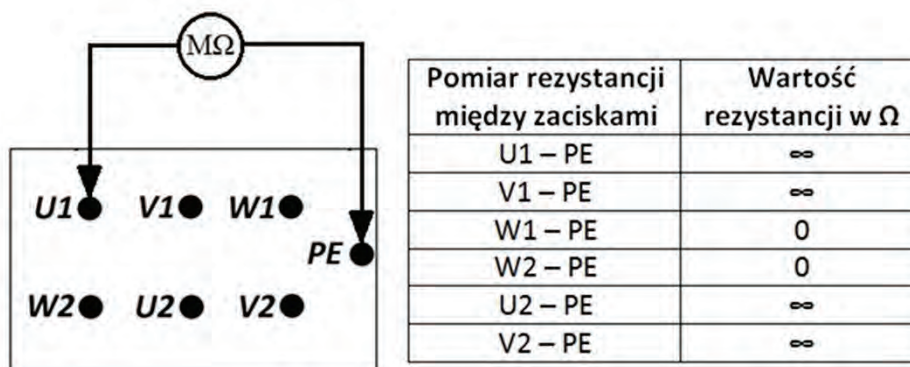 MΩ
U1 V1 W1
PE
W2 U2 V2
Pomiar rezystancji między zaciskami Wartość rezystancji w Ω
U1 – PE ∞
V1 – PE ∞
W1 – PE 0
W2 – PE 0
U2 – PE ∞
V2 – PE ∞